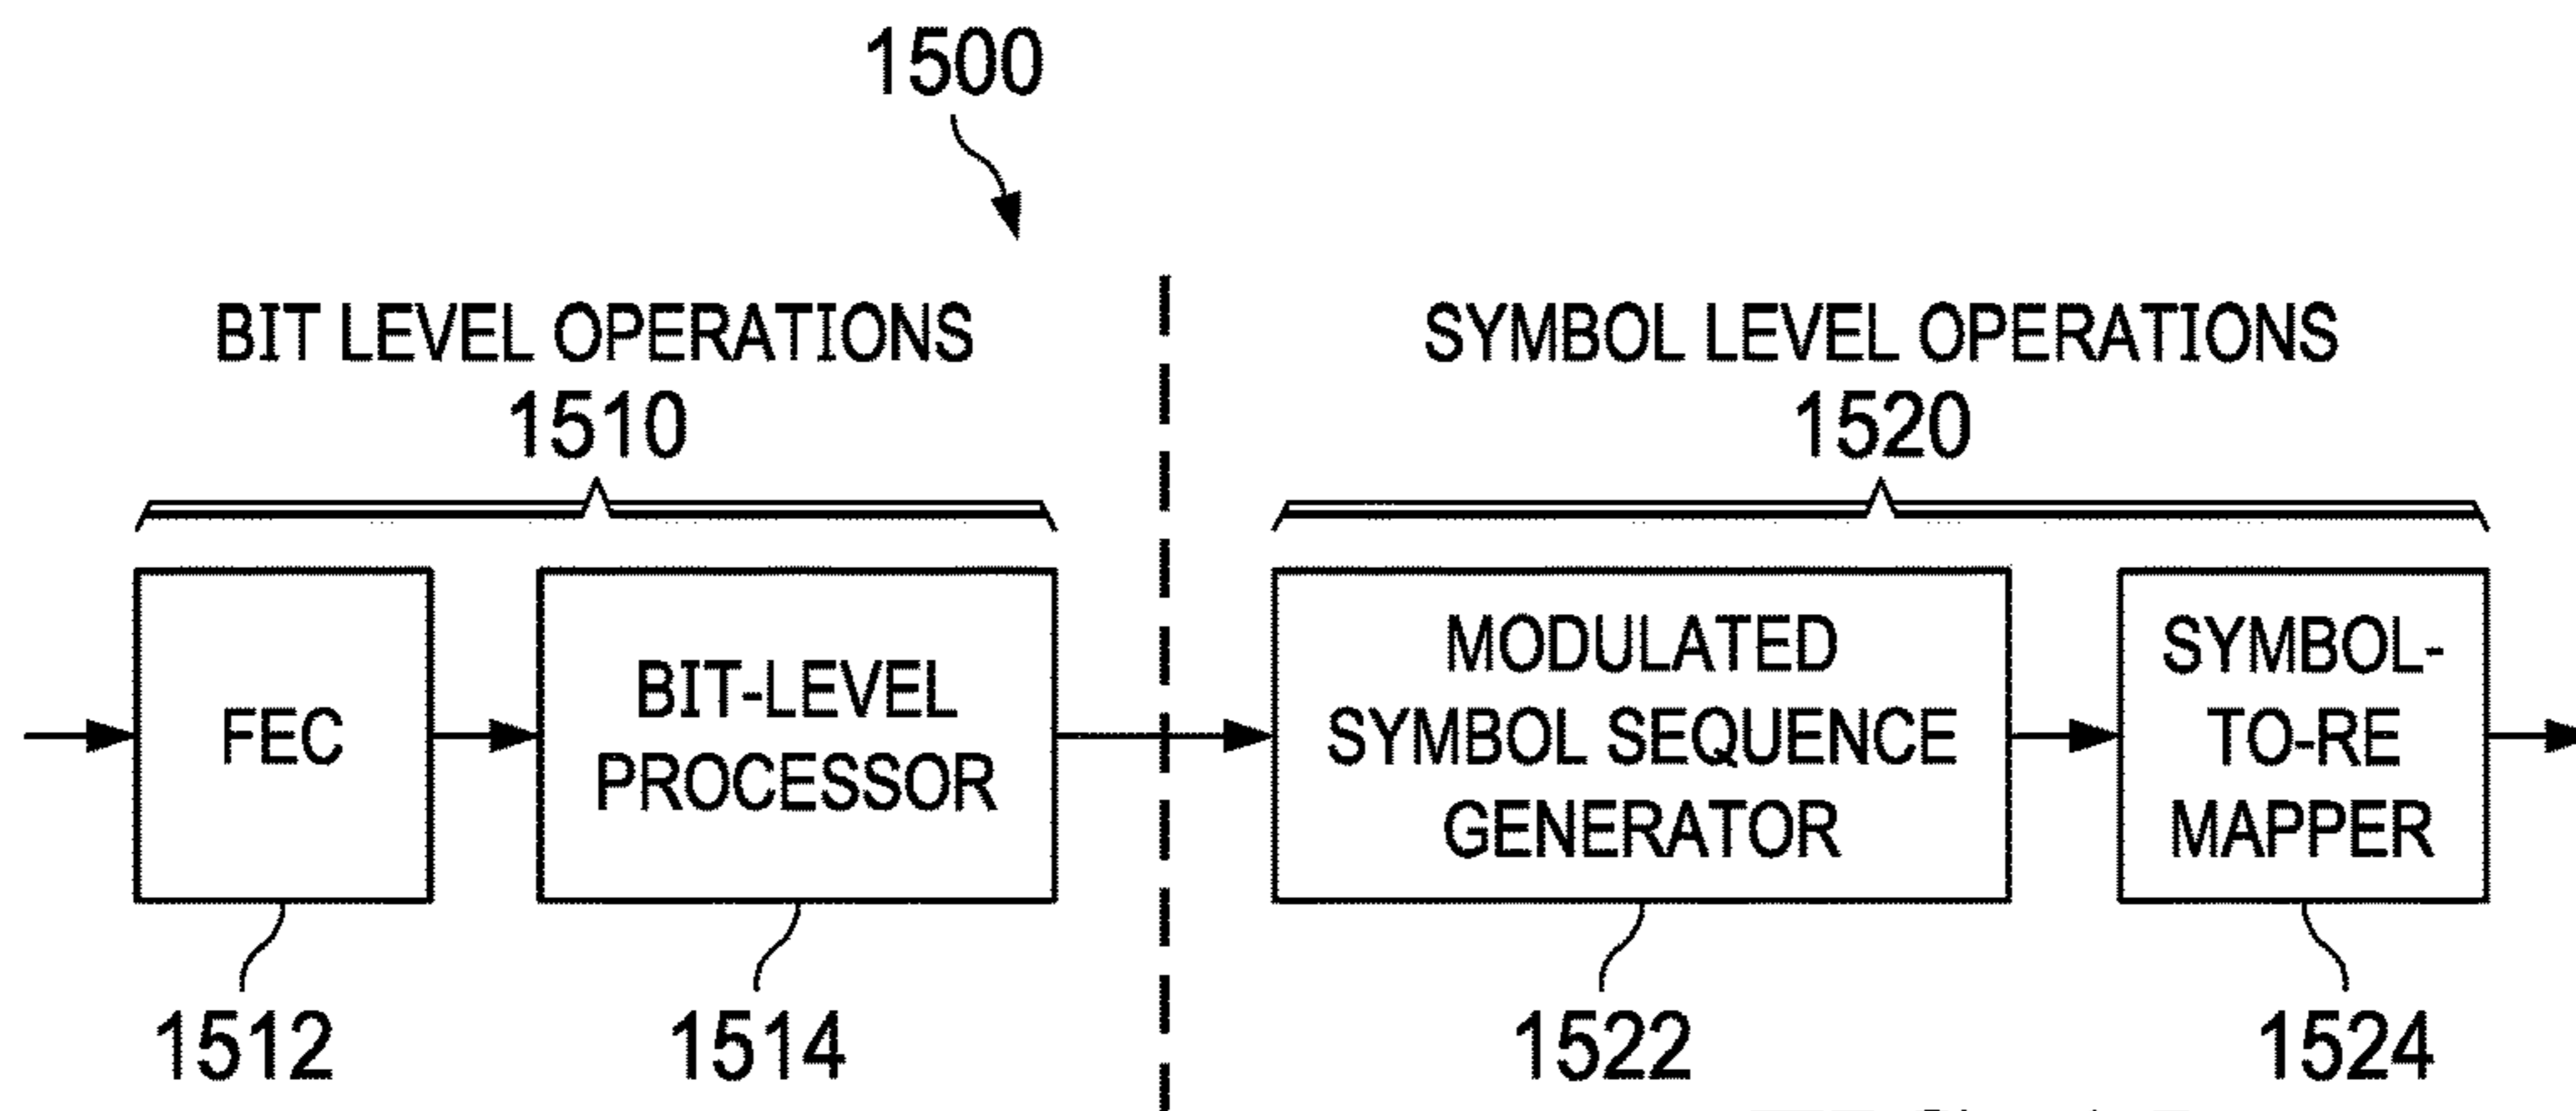 1500
BIT LEVEL OPERATIONS
1510
SYMBOL LEVEL OPERATIONS
1520
FEC
BIT-LEVEL
PROCESSOR
MODULATED
SYMBOL SEQUENCE
GENERATOR
SYMBOL-
TO-RE
MAPPER
1512
1514
1522
1524